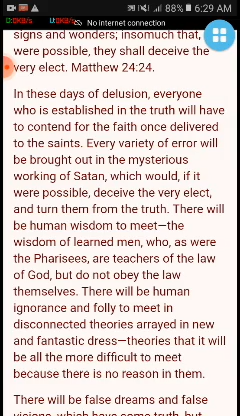 0:0KB/s U:0KB/s 88% 6:29 AM
No internet connection
signs and wonders; insomuch that,
were possible, they shall deceive the
very elect. Matthew 24:24.
In these days of delusion, everyone
who is established in the truth will have
to contend for the faith once delivered
to the saints. Every variety of error will
be brought out in the mysterious
working of Satan, which would, if it
were possible, deceive the very elect,
and turn them from the truth. There will
be human wisdom to meet—the
wisdom of learned men, who, as were
the Pharisees, are teachers of the law
of God, but do not obey the law
themselves. There will be human
ignorance and folly to meet in
disconnected theories arrayed in new
and fantastic dress—theories that it will
be all the more difficult to meet
because there is no reason in them.
There will be false dreams and false
visions, which have some truth, but